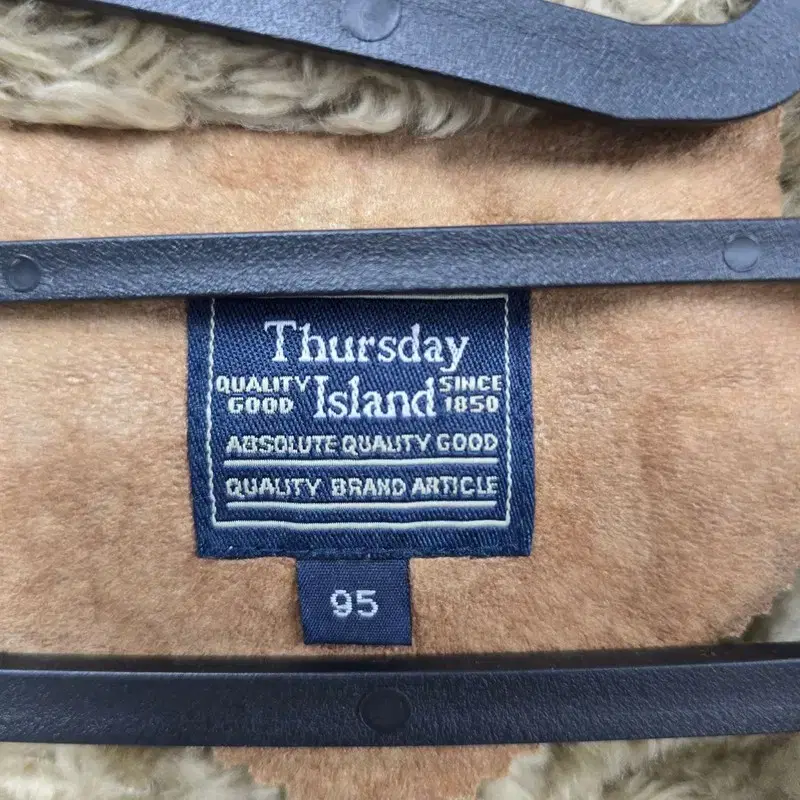 Thursday
QUALITY GOOD Island SINCE 1850
ABSOLUTE QUALITY GOOD
QUALITY BRAND ARTICLE
95